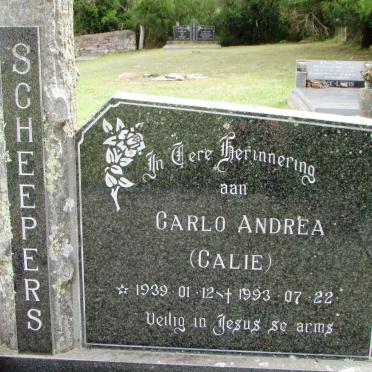 SCHEEPERS
In Tere Herinnering
aan
CARLO ANDREA
(CALIE)
☆ 1939·01·12 ✝ 1993·07·22
Veilig in Jesus se arms